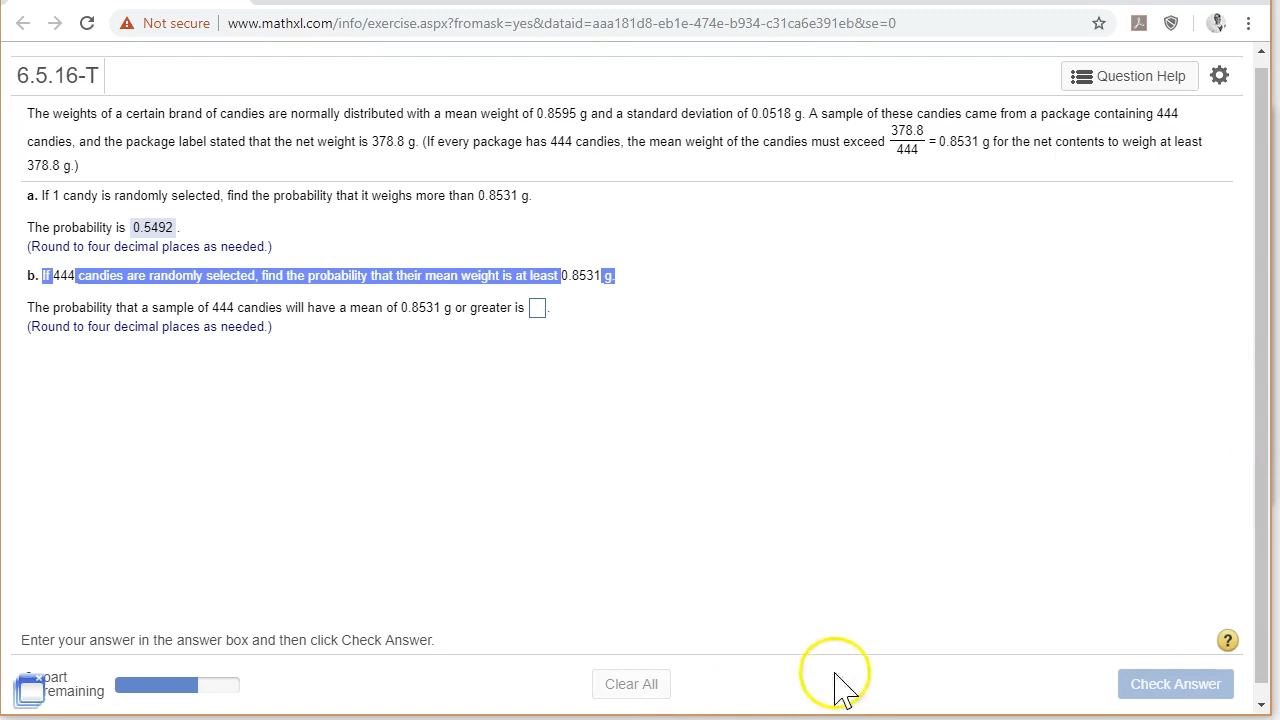 Not secure www.mathxl.com/info/exercise.aspx?fromask=yes&dataid=aaa181d8-eb1e-474e-b934-c31ca6e391eb&se=0
6.5.16-T
Question Help
The weights of a certain brand of candies are normally distributed with a mean weight of 0.8595 g and a standard deviation of 0.0518 g. A sample of these candies came from a package containing 444
candies, and the package label stated that the net weight is 378.8 g. (If every package has 444 candies, the mean weight of the candies must exceed 378.8/444 = 0.8531 g for the net contents to weigh at least
378.8 g.)
a. If 1 candy is randomly selected, find the probability that it weighs more than 0.8531 g.
The probability is 0.5492 .
(Round to four decimal places as needed.)
b. If 444 candies are randomly selected, find the probability that their mean weight is at least 0.8531 g.
The probability that a sample of 444 candies will have a mean of 0.8531 g or greater is .
(Round to four decimal places as needed.)
Enter your answer in the answer box and then click Check Answer.
?
part
remaining
Clear All
Check Answer